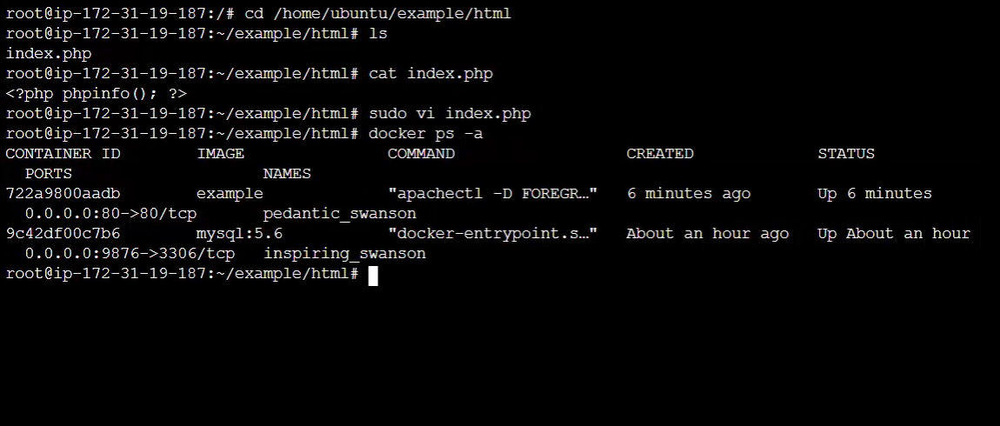 root@ip-172-31-19-187:/# cd /home/ubuntu/example/html
root@ip-172-31-19-187:~/example/html# ls
index.php
root@ip-172-31-19-187:~/example/html# cat index.php
<?php phpinfo(); ?>
root@ip-172-31-19-187:~/example/html# sudo vi index.php
root@ip-172-31-19-187:~/example/html# docker ps -a
CONTAINER ID        IMAGE               COMMAND                  CREATED             STATUS
  PORTS                    NAMES
722a9800aadb        example             "apachectl -D FOREGR…"   6 minutes ago       Up 6 minutes
  0.0.0.0:80->80/tcp       pedantic_swanson
9c42df00c7b6        mysql:5.6           "docker-entrypoint.s…"   About an hour ago   Up About an hour
  0.0.0.0:9876->3306/tcp   inspiring_swanson
root@ip-172-31-19-187:~/example/html#